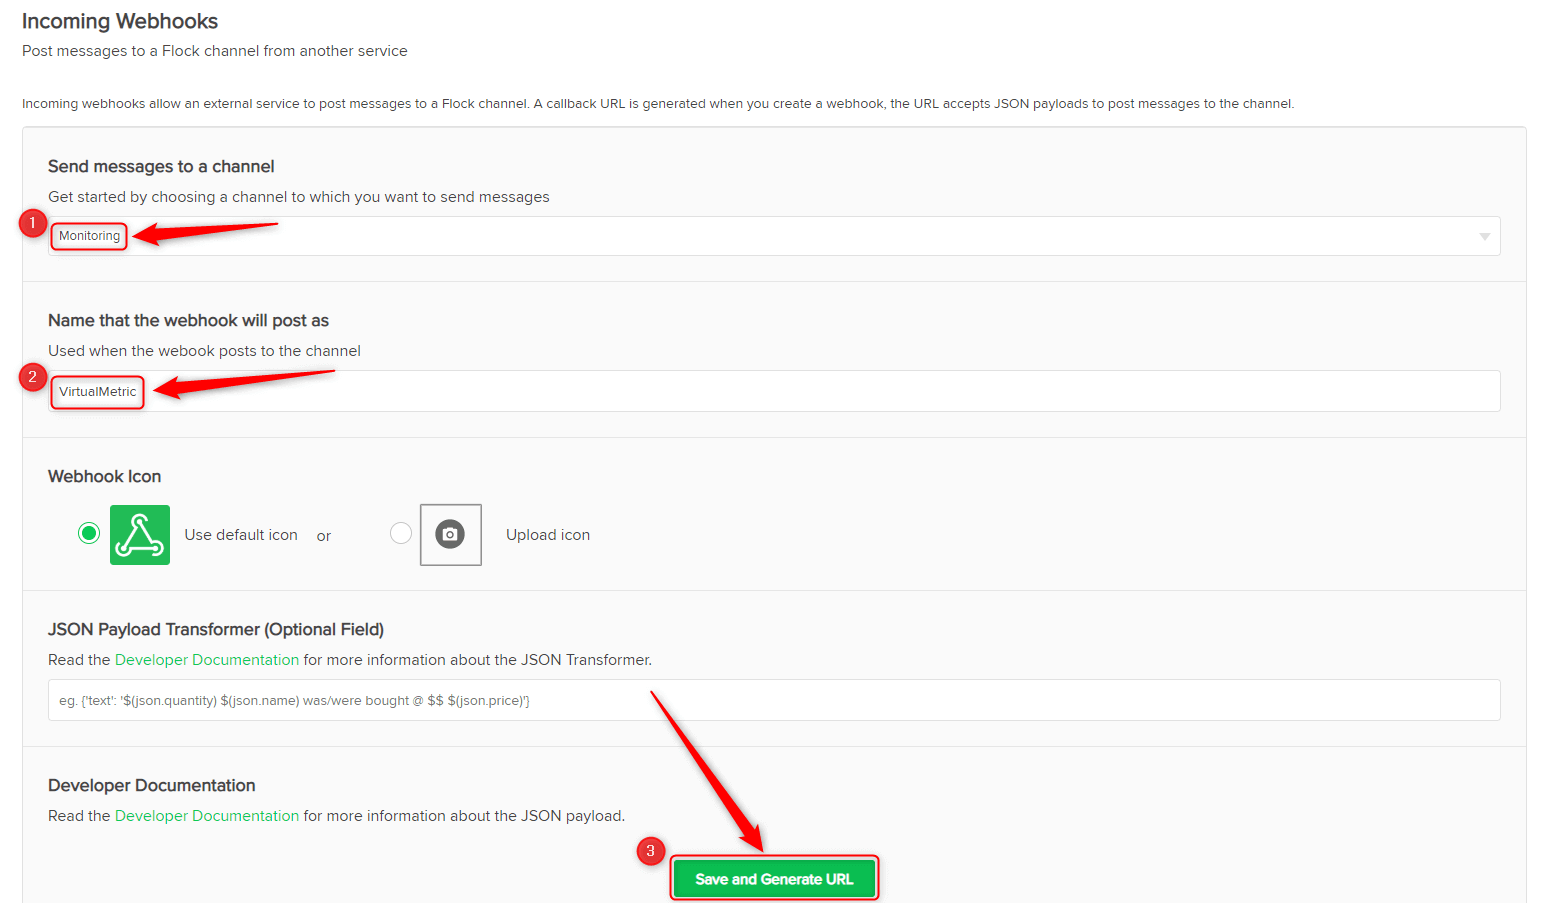 Incoming Webhooks
Post messages to a Flock channel from another service
Incoming webhooks allow an external service to post messages to a Flock channel. A callback URL is generated when you create a webhook, the URL accepts JSON payloads to post messages to the channel.
Send messages to a channel
Get started by choosing a channel to which you want to send messages
1
Monitoring
Name that the webhook will post as
Used when the webook posts to the channel
2
VirtualMetric
Webhook Icon
Use default icon or Upload icon
JSON Payload Transformer (Optional Field)
Read the Developer Documentation for more information about the JSON Transformer.
eg. {'text': '$(json.quantity) $(json.name) was/were bought @ $$ $(json.price)'}
Developer Documentation
Read the Developer Documentation for more information about the JSON payload.
3
Save and Generate URL